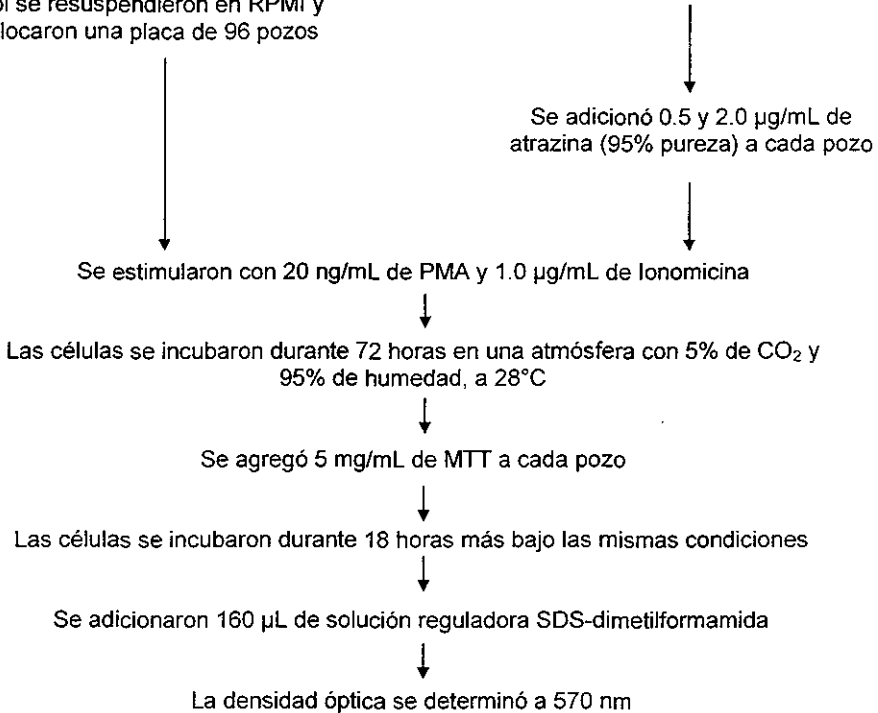 se resuspendieron en RPMI y
locaron una placa de 96 pozos
Se adicionó 0.5 y 2.0 µg/mL de
atrazina (95% pureza) a cada pozo
Se estimularon con 20 ng/mL de PMA y 1.0 µg/mL de Ionomicina
Las células se incubaron durante 72 horas en una atmósfera con 5% de CO₂ y
95% de humedad, a 28°C
Se agregó 5 mg/mL de MTT a cada pozo
Las células se incubaron durante 18 horas más bajo las mismas condiciones
Se adicionaron 160 µL de solución reguladora SDS-dimetilformamida
La densidad óptica se determinó a 570 nm